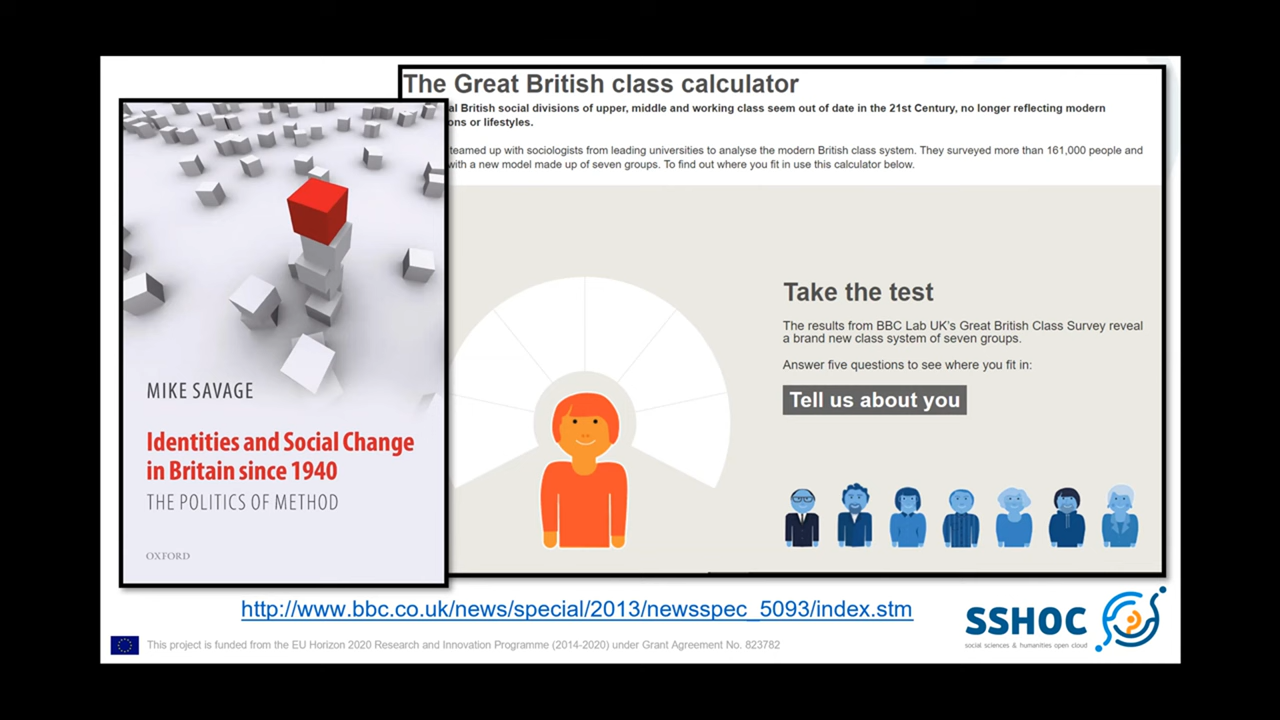 The Great British class calculator
al British social divisions of upper, middle and working class seem out of date in the 21st Century, no longer reflecting modern
ons or lifestyles.
teamed up with sociologists from leading universities to analyse the modern British class system. They surveyed more than 161,000 people and
with a new model made up of seven groups. To find out where you fit in use this calculator below.
MIKE SAVAGE
Identities and Social Change
in Britain since 1940
THE POLITICS OF METHOD
OXFORD
Take the test
The results from BBC Lab UK's Great British Class Survey reveal
a brand new class system of seven groups.
Answer five questions to see where you fit in:
Tell us about you
http://www.bbc.co.uk/news/special/2013/newsspec_5093/index.stm
SSHOC
social sciences & humanities open cloud
This project is funded from the EU Horizon 2020 Research and Innovation Programme (2014-2020) under Grant Agreement No. 823782